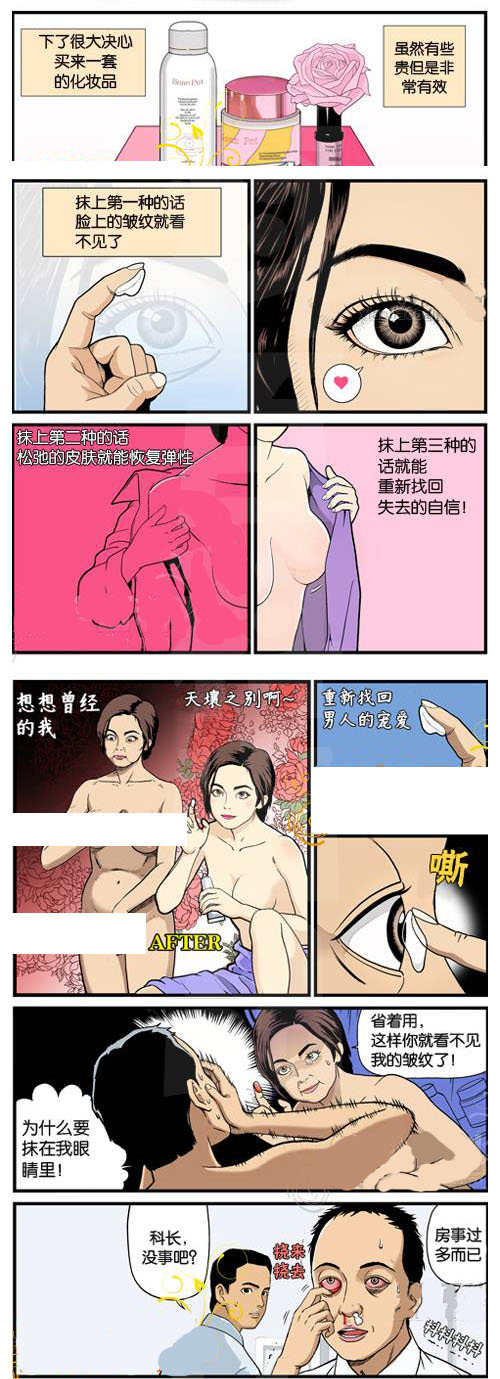 下了很大决心
买来一套
的化妆品
虽然有些
贵但是非
常有效
Bean Pol
抹上第一种的话
脸上的皱纹就看
不见了
抹上第二种的话
松弛的皮肤就能恢复弹性
抹上第三种的
话就能
重新找回
失去的自信!
想想曾经
的我
天壤之别啊~
重新找回
男人的宠爱
AFTER
嘶
省着用,
这样你就看不见
我的皱纹了!
为什么要
抹在我眼
睛里!
科长,
没事吧?
挠来
挠去
房事过
多而已
抖抖抖抖